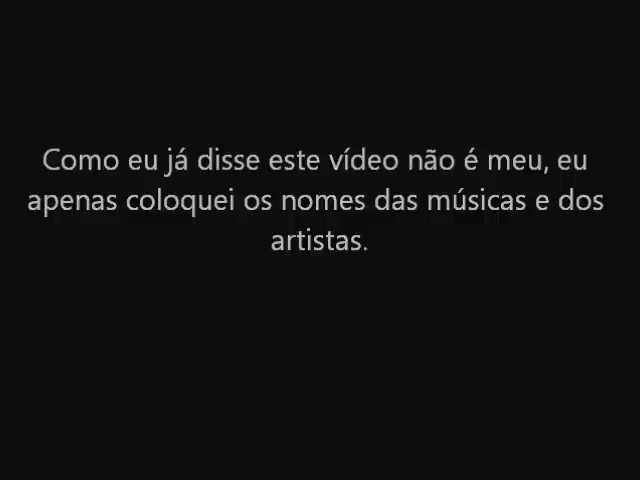 Como eu já disse este vídeo não é meu, eu
apenas coloquei os nomes das músicas e dos
artistas.